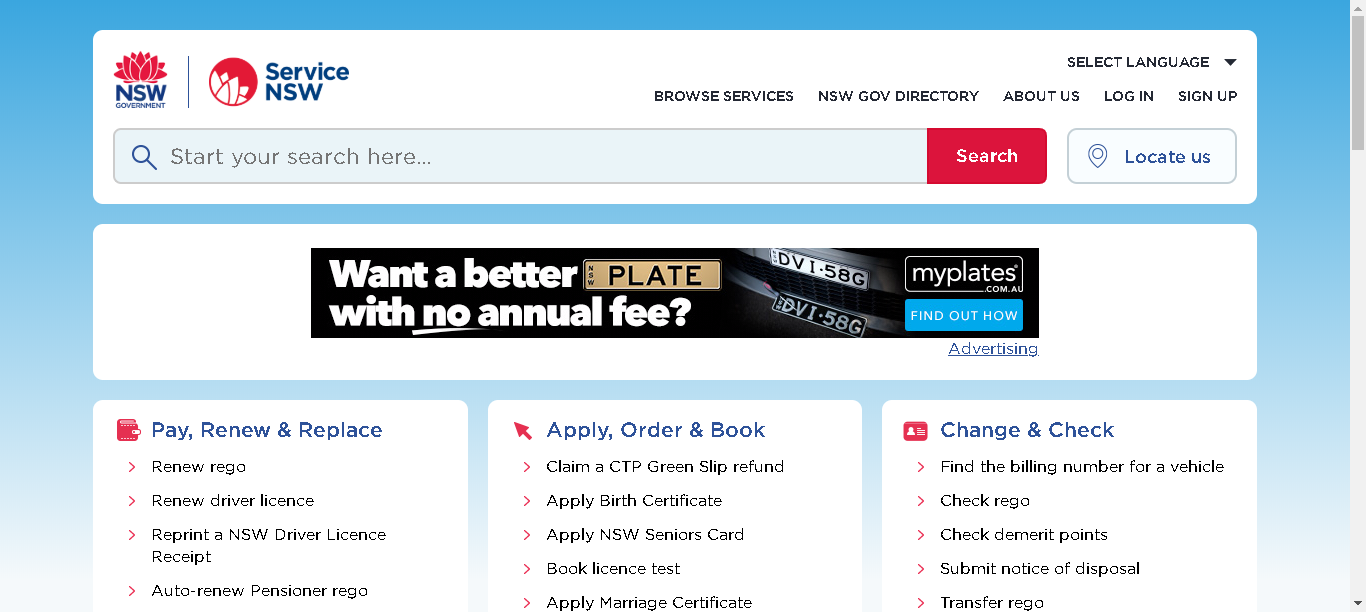 NSW
GOVERNMENT
Service
NSW
SELECT LANGUAGE
BROWSE SERVICES NSW GOV DIRECTORY ABOUT US LOG IN SIGN UP
Start your search here...
Search
Locate us
Want a better NSW PLATE
with no annual fee?
DVI·58G
DVI·58G
myplates
.COM.AU
FIND OUT HOW
Advertising
Pay, Renew & Replace
Renew rego
Renew driver licence
Reprint a NSW Driver Licence
Receipt
Auto-renew Pensioner rego
Apply, Order & Book
Claim a CTP Green Slip refund
Apply Birth Certificate
Apply NSW Seniors Card
Book licence test
Apply Marriage Certificate
Change & Check
Find the billing number for a vehicle
Check rego
Check demerit points
Submit notice of disposal
Transfer rego